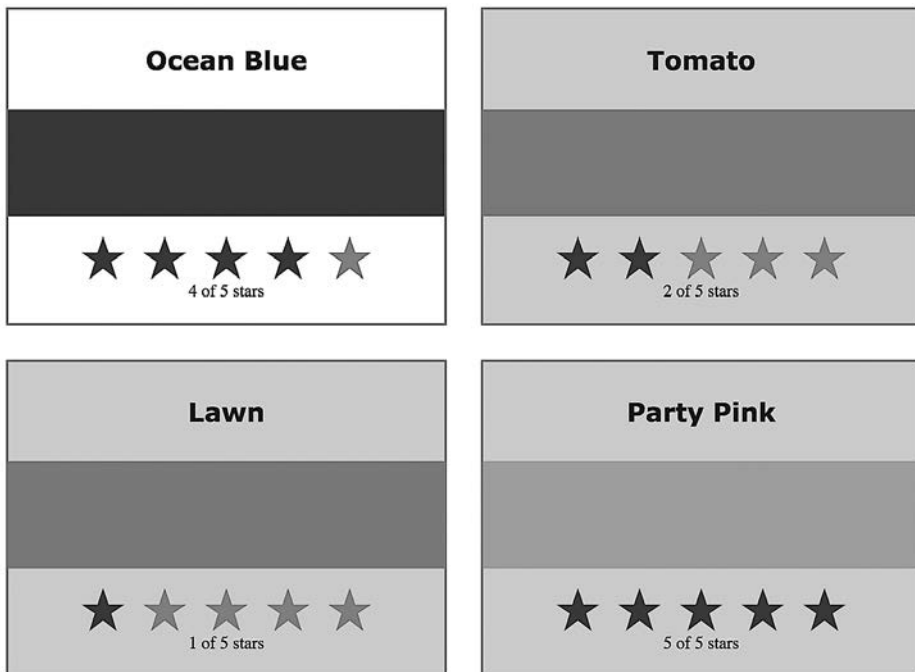 Ocean Blue
4 of 5 stars
Tomato
2 of 5 stars
Lawn
1 of 5 stars
Party Pink
5 of 5 stars